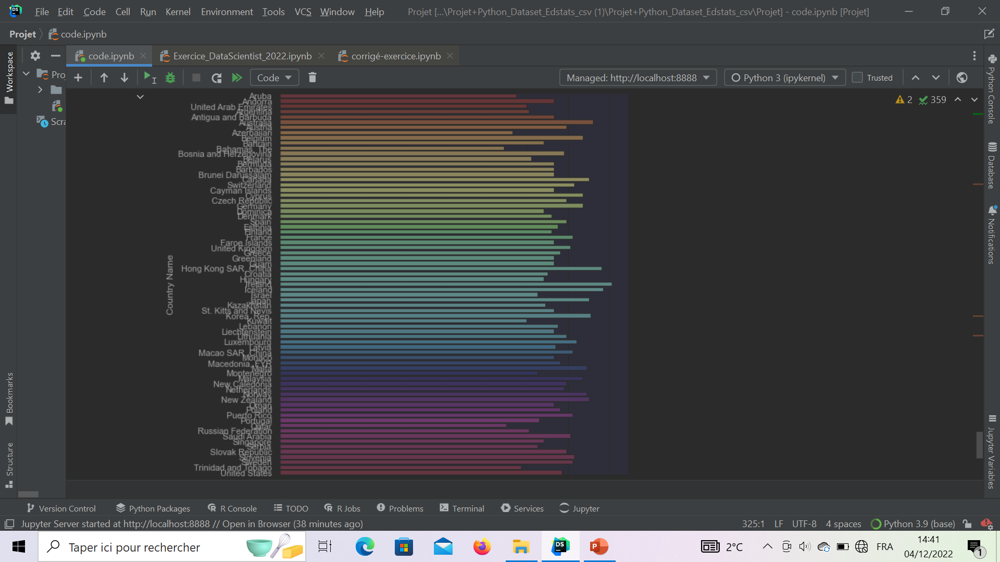 File Edit Code Cell Run Kernel Environment Tools VCS Window Help Projet [...\Projet+Python_Dataset_Edstats_csv (1)\Projet+Python_Dataset_Edstats_csv\Projet] - code.ipynb [Projet]
Projet code.ipynb
code.ipynb Exercice_DataScientist_2022.ipynb corrigé-exercice.ipynb
Code Managed: http://localhost:8888 Python 3 (ipykernel) Trusted
Workspace
Proj
Scra
Bookmarks
Structure
2 359
Country Name
Aruba
Andorra
United Arab Emirates
Argentina
Antigua and Barbuda
Australia
Austria
Azerbaijan
Belgium
Bahrain
Bahamas, The
Bosnia and Herzegovina
Belarus
Bermuda
Barbados
Brunei Darussalam
Canada
Switzerland
Cayman Islands
Cyprus
Czech Republic
Germany
Dominica
Denmark
Spain
Estonia
Finland
France
Faroe Islands
United Kingdom
Greece
Greenland
Guam
Hong Kong SAR, China
Croatia
Hungary
Ireland
Iceland
Israel
Japan
Kazakhstan
St. Kitts and Nevis
Korea, Rep.
Kuwait
Lebanon
Liechtenstein
Lithuania
Luxembourg
Latvia
Macao SAR, China
Monaco
Macedonia, FYR
Malta
Montenegro
Malaysia
New Caledonia
Netherlands
Norway
New Zealand
Oman
Poland
Puerto Rico
Portugal
Qatar
Russian Federation
Saudi Arabia
Singapore
Serbia
Slovak Republic
Slovenia
Sweden
Trinidad and Tobago
United States
Python Console
Database
Notifications
Jupyter Variables
Version Control Python Packages R Console TODO R Jobs Problems Terminal Services Jupyter
Jupyter Server started at http://localhost:8888 // Open in Browser (38 minutes ago) 325:1 LF UTF-8 4 spaces Python 3.9 (base)
Taper ici pour rechercher 2°C FRA 14:41
04/12/2022
1